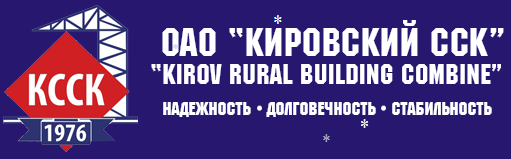 КССК
1976
ОАО “КИРОВСКИЙ ССК”
“KIROV RURAL BUILDING COMBINE”
НАДЕЖНОСТЬ • ДОЛГОВЕЧНОСТЬ • СТАБИЛЬНОСТЬ